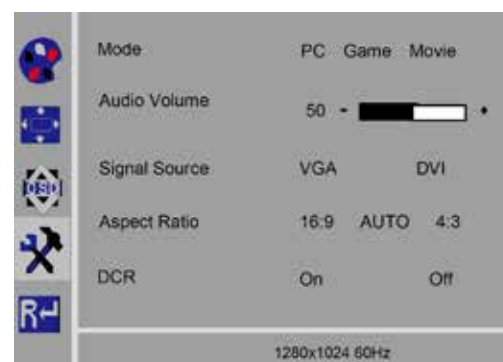 Mode PC Game Movie
Audio Volume 50 - •
Signal Source VGA DVI
Aspect Ratio 16:9 AUTO 4:3
OSD
DCR On Off
R
1280x1024 60Hz